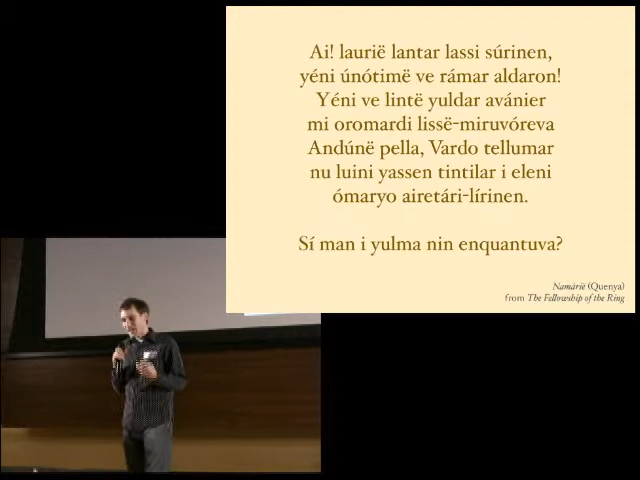 Ai! laurië lantar lassi súrinen,
yéni únótimë ve rámar aldaron!
Yéni ve lintë yuldar avánier
mi oromardi lissë-miruvóreva
Andúnë pella, Vardo tellumar
nu luini yassen tintilar i eleni
ómaryo airetári-lírinen.
Sí man i yulma nin enquantuva?
Namárië (Quenya)
from The Fellowship of the Ring